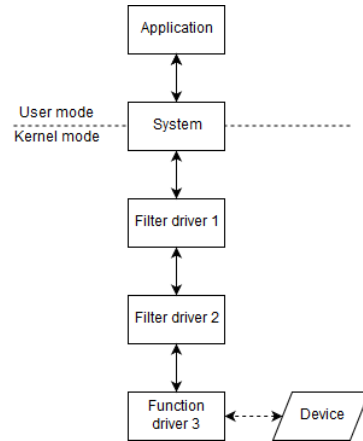 Application
User mode
System
Kernel mode
Filter driver 1
Filter driver 2
Function
driver 3
Device